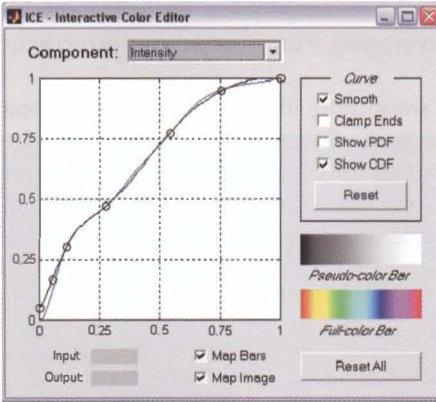 ICE - Interactive Color Editor
Component: Intensity
1
0.75
0.5
0.25
0
0 0.25 0.5 0.75 1
Curve
Smooth
Clamp Ends
Show PDF
Show CDF
Reset
Pseudo-color Bar
Full-color Bar
Input:
Output:
Map Bars
Map Image
Reset All